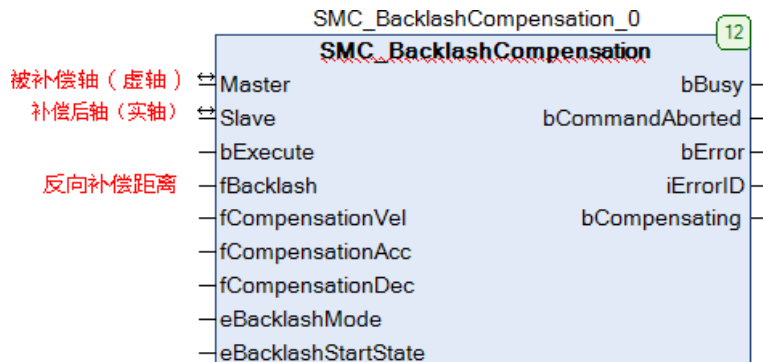 SMC_BacklashCompensation_0
12
SMC_BacklashCompensation
被补偿轴（虚轴） Master bBusy
补偿后轴（实轴） Slave bCommandAborted
bExecute bError
反向补偿距离 fBacklash iErrorID
fCompensationVel bCompensating
fCompensationAcc
fCompensationDec
eBacklashMode
eBacklashStartState